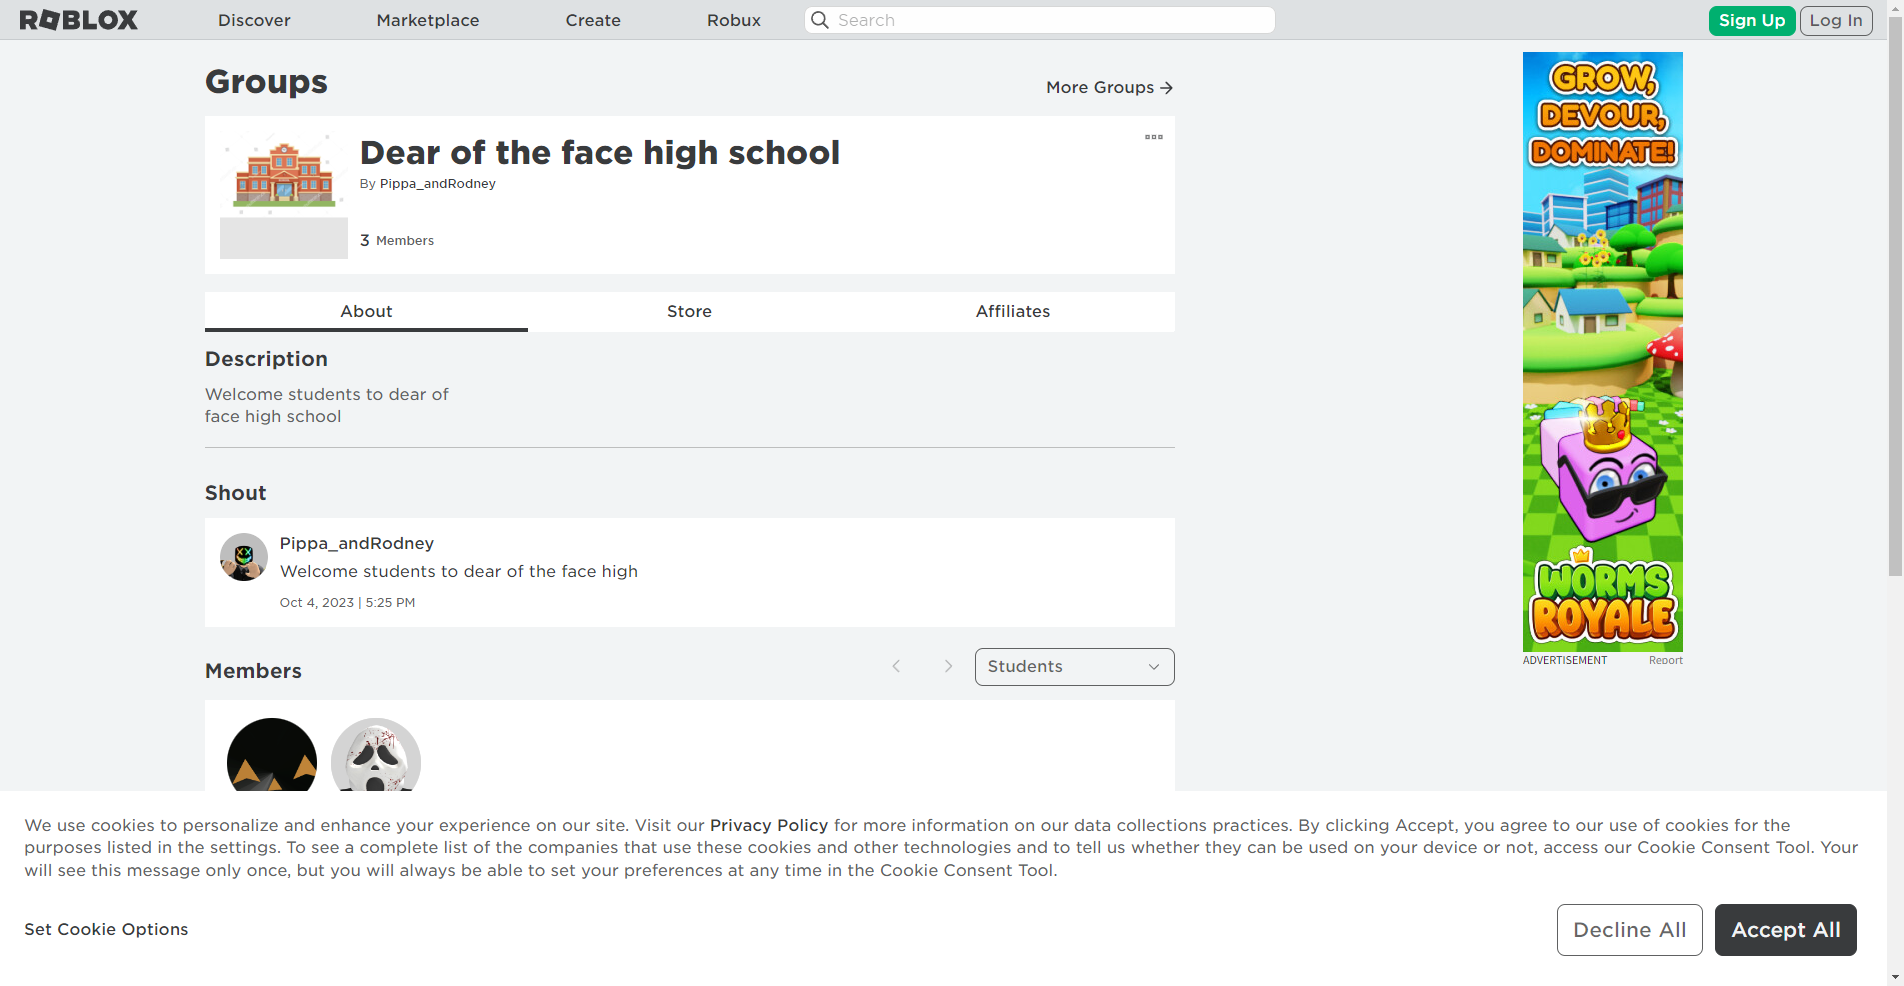 ROBLOX
Discover
Marketplace
Create
Robux
Search
Sign Up
Log In
Groups
More Groups
Dear of the face high school
By Pippa_andRodney
3 Members
About
Store
Affiliates
Description
Welcome students to dear of
face high school
Shout
Pippa_andRodney
Welcome students to dear of the face high
Oct 4, 2023 | 5:25 PM
Members
Students
GROW,
DEVOUR,
DOMINATE!
WORMS
ROYALE
ADVERTISEMENT
Report
We use cookies to personalize and enhance your experience on our site. Visit our Privacy Policy for more information on our data collections practices. By clicking Accept, you agree to our use of cookies for the
purposes listed in the settings. To see a complete list of the companies that use these cookies and other technologies and to tell us whether they can be used on your device or not, access our Cookie Consent Tool. Your
will see this message only once, but you will always be able to set your preferences at any time in the Cookie Consent Tool.
Set Cookie Options
Decline All
Accept All